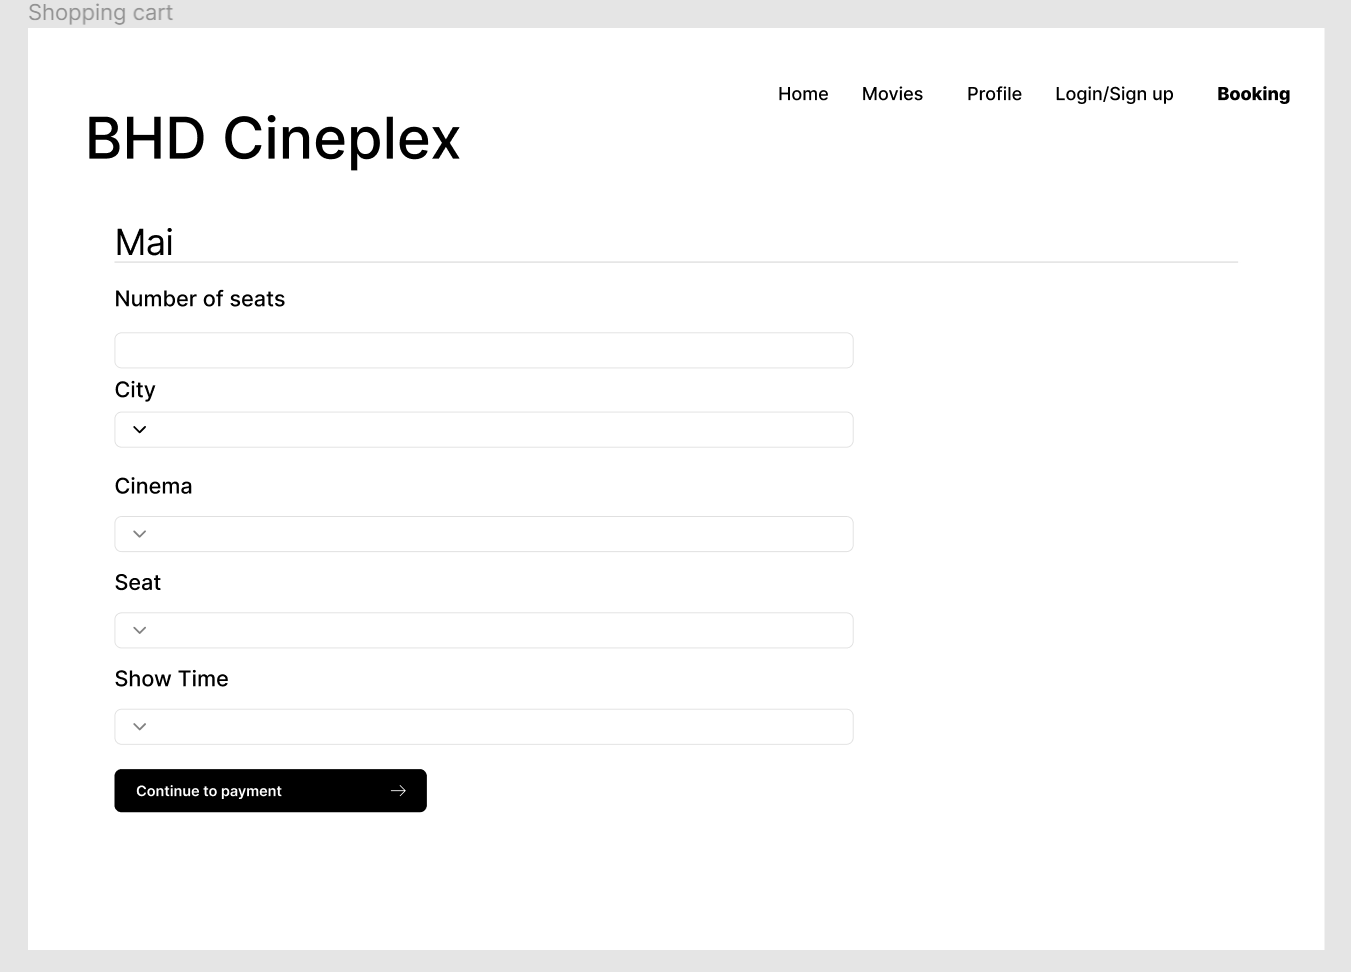 Shopping cart
Home Movies Profile Login/Sign up Booking
BHD Cineplex
Mai
Number of seats
City
Cinema
Seat
Show Time
Continue to payment